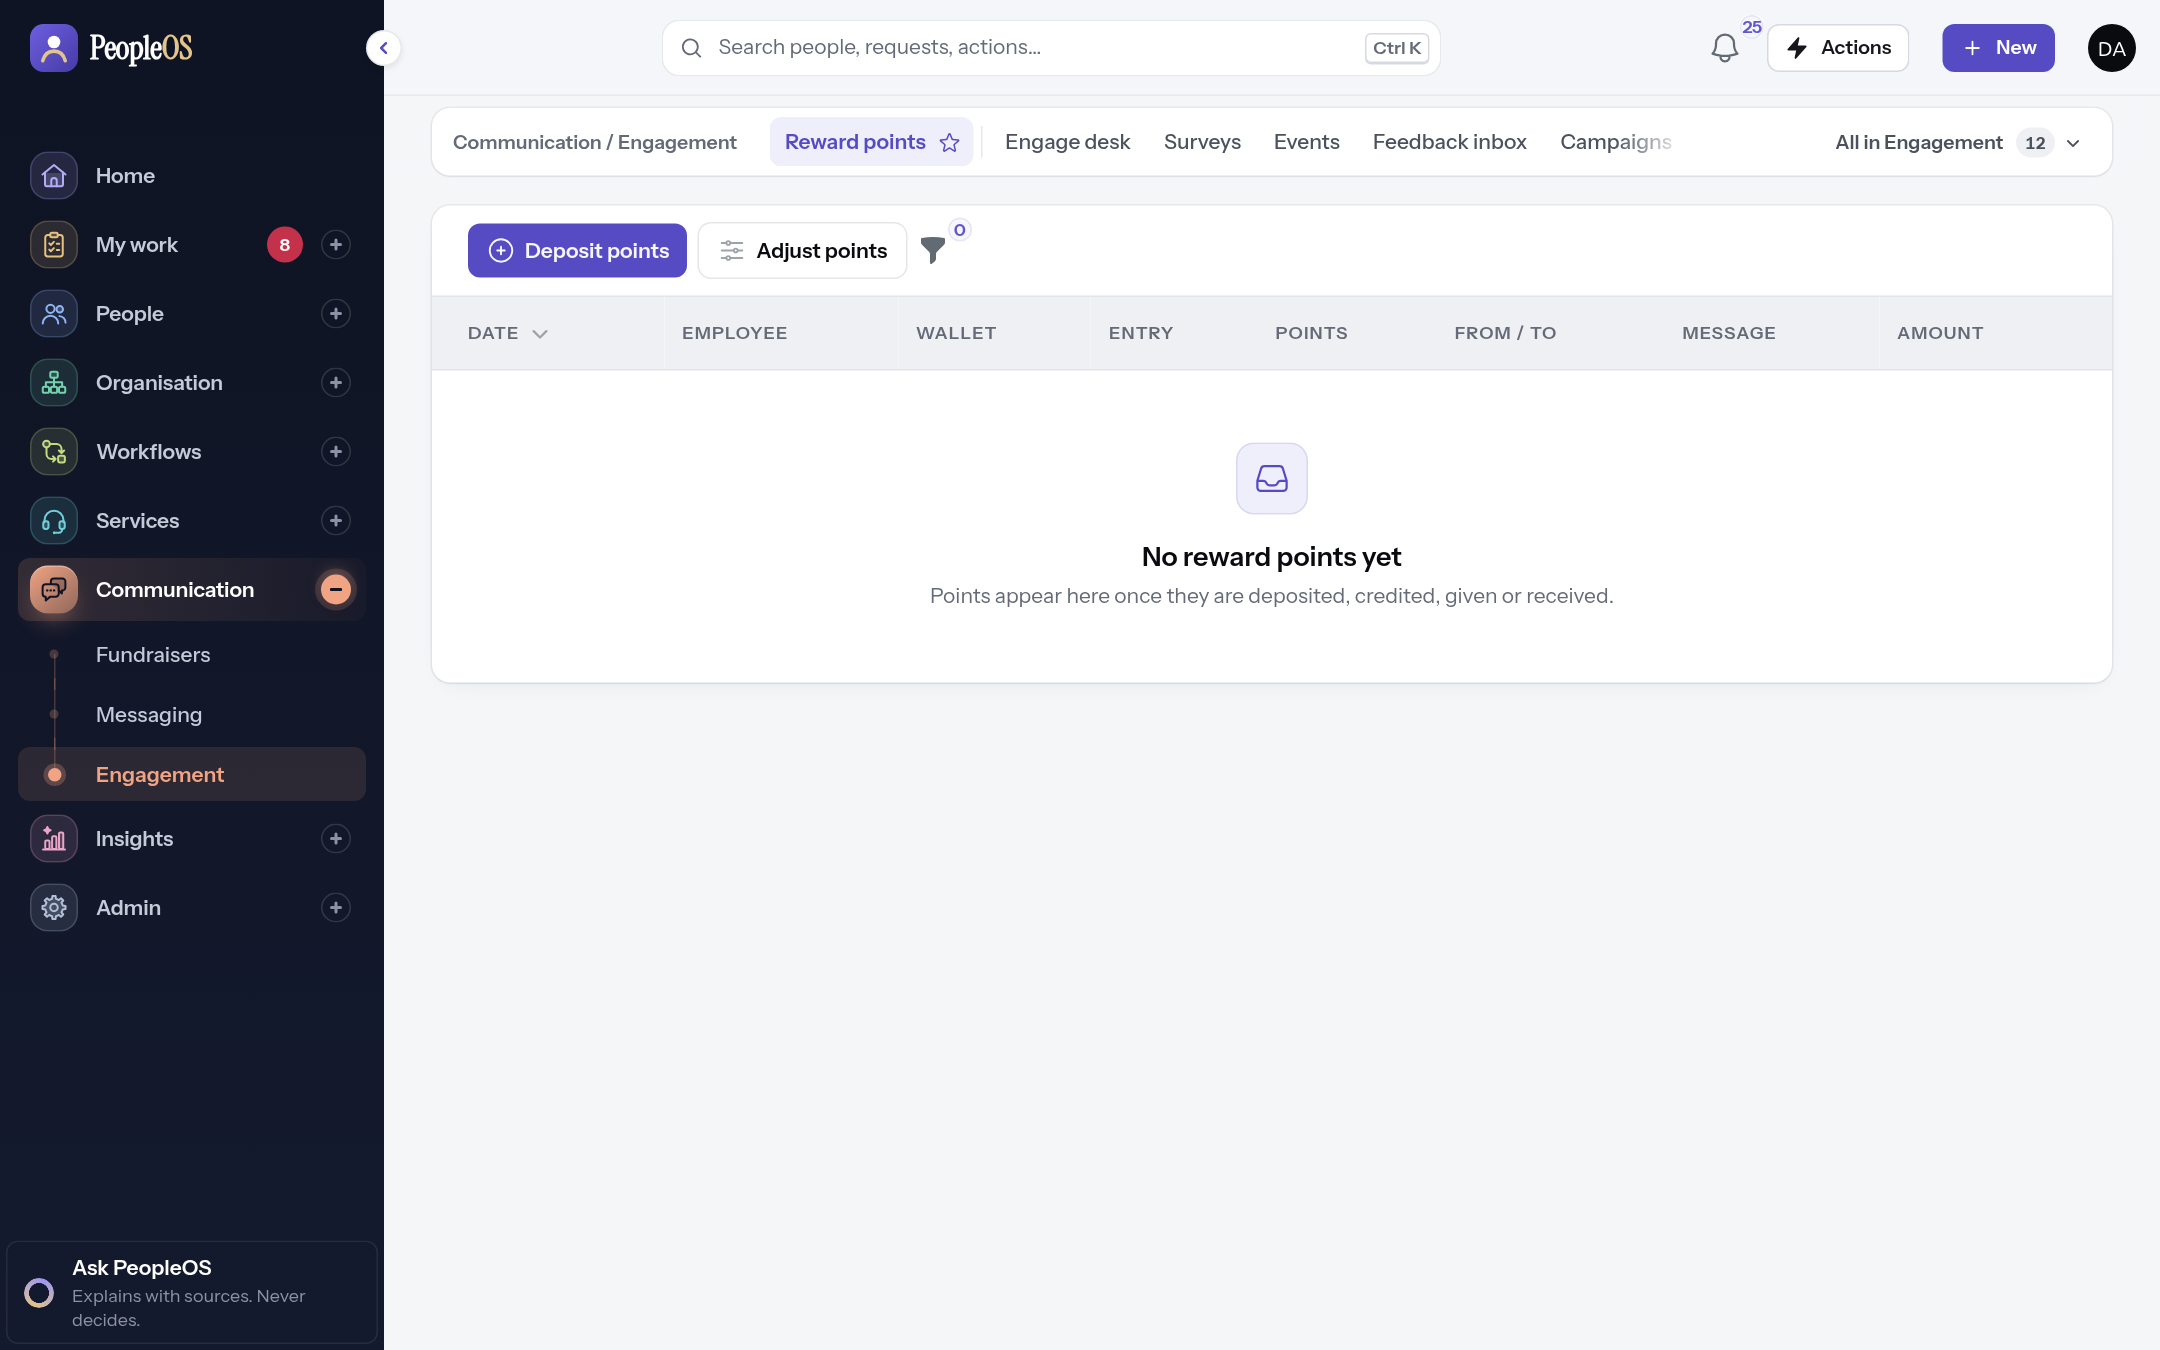 PeopleOS
Search people, requests, actions...
Ctrl K
25
Actions
New
DA
Home
My work
8
People
Organisation
Workflows
Services
Communication
Fundraisers
Messaging
Engagement
Insights
Admin
Ask PeopleOS
Explains with sources. Never
decides.
Communication / Engagement
Reward points
Engage desk
Surveys
Events
Feedback inbox
Campaigns
All in Engagement
12
Deposit points
Adjust points
0
DATE
EMPLOYEE
WALLET
ENTRY
POINTS
FROM / TO
MESSAGE
AMOUNT
No reward points yet
Points appear here once they are deposited, credited, given or received.